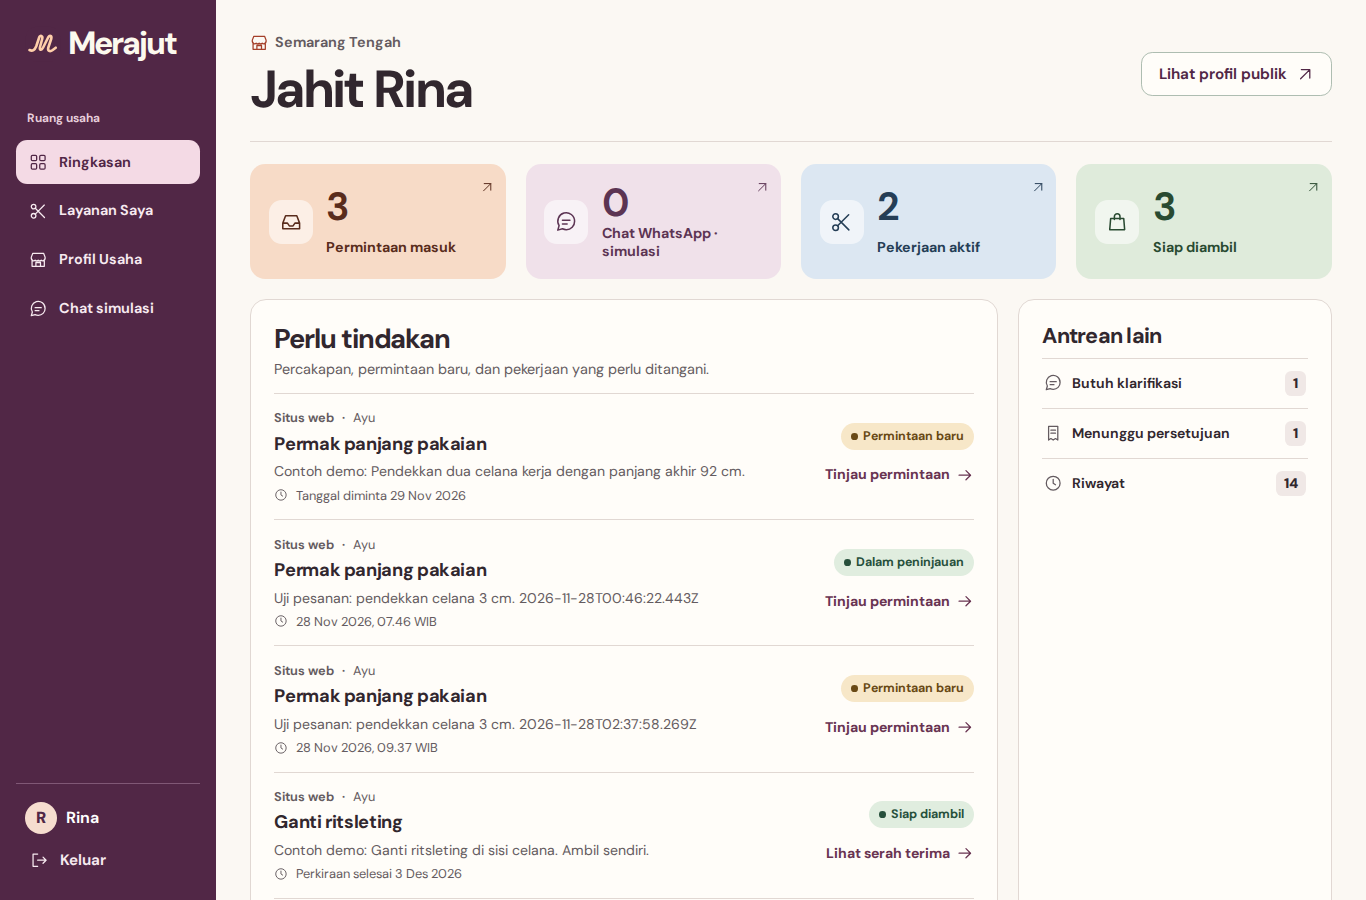 Merajut
Ruang usaha
Ringkasan
Layanan Saya
Profil Usaha
Chat simulasi
R Rina
Keluar
Semarang Tengah
Jahit Rina
Lihat profil publik
3
Permintaan masuk
0
Chat WhatsApp ·
simulasi
2
Pekerjaan aktif
3
Siap diambil
Perlu tindakan
Percakapan, permintaan baru, dan pekerjaan yang perlu ditangani.
Situs web · Ayu
Permak panjang pakaian
Contoh demo: Pendekkan dua celana kerja dengan panjang akhir 92 cm.
Tanggal diminta 29 Nov 2026
Permintaan baru
Tinjau permintaan
Situs web · Ayu
Permak panjang pakaian
Uji pesanan: pendekkan celana 3 cm. 2026-11-28T00:46:22.443Z
28 Nov 2026, 07.46 WIB
Dalam peninjauan
Tinjau permintaan
Situs web · Ayu
Permak panjang pakaian
Uji pesanan: pendekkan celana 3 cm. 2026-11-28T02:37:58.269Z
28 Nov 2026, 09.37 WIB
Permintaan baru
Tinjau permintaan
Situs web · Ayu
Ganti ritsleting
Contoh demo: Ganti ritsleting di sisi celana. Ambil sendiri.
Perkiraan selesai 3 Des 2026
Siap diambil
Lihat serah terima
Antrean lain
Butuh klarifikasi 1
Menunggu persetujuan 1
Riwayat 14